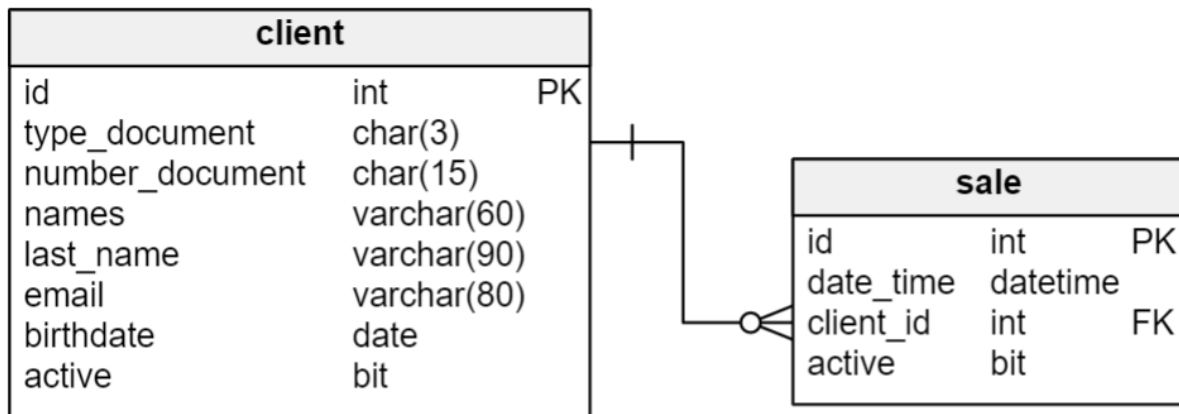 client
id int PK
type_document char(3)
number_document char(15)
names varchar(60)
last_name varchar(90)
email varchar(80)
birthdate date
active bit
sale
id int PK
date_time datetime
client_id int FK
active bit